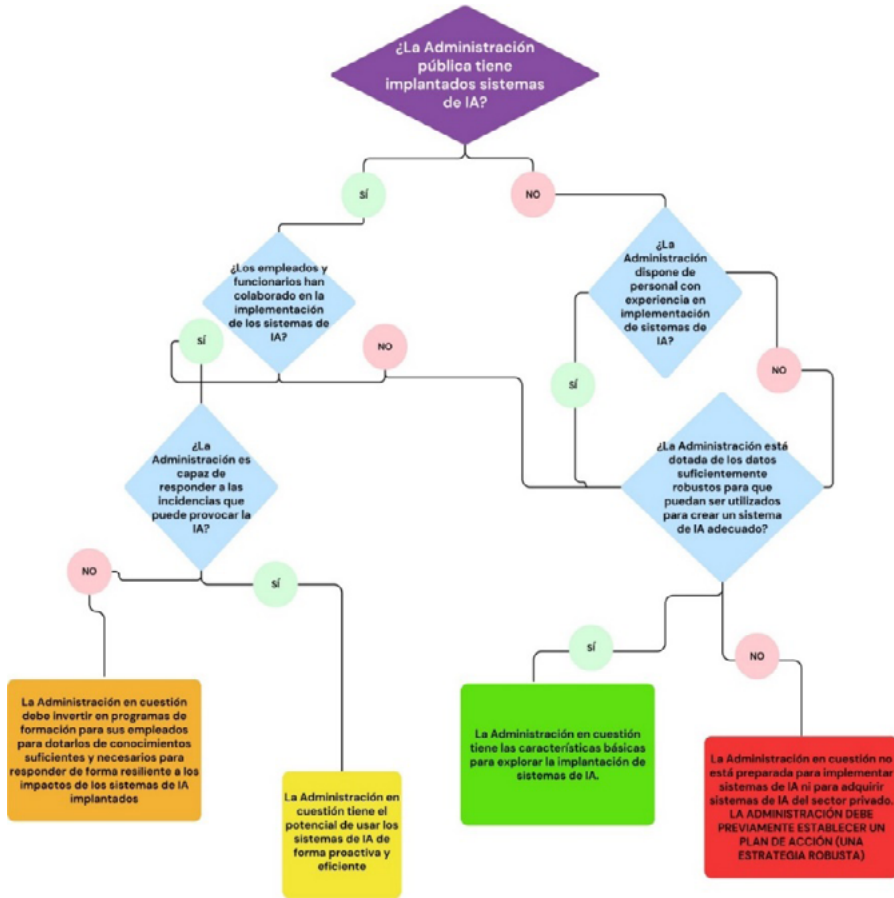 ¿La Administración
pública tiene
implantados sistemas
de IA?
SÍ
NO
¿Los empleados y
funcionarios han
colaborado en la
implementación
de los sistemas de
IA?
¿La
Administración
dispone de
personal con
experiencia en
implementación
de sistemas de
IA?
SÍ
NO
SÍ
NO
¿La
Administración es
capaz de
responder a las
incidencias que
puede provocar la
IA?
¿La Administración está
dotada de los datos
suficientemente
robustos para que
puedan ser utilizados
para crear un sistema
de IA adecuado?
NO
SÍ
SÍ
NO
La Administración en cuestión
debe invertir en programas de
formación para sus empleados
para dotarlos de conocimientos
suficientes y necesarios para
responder de forma resiliente a los
impactos de los sistemas de IA
implantados
La Administración en
cuestión tiene el
potencial de usar los
sistemas de IA de
forma proactiva y
eficiente
La Administración en cuestión
tiene las características básicas
para explorar la implantación de
sistemas de IA.
La Administración en cuestión no
está preparada para implementar
sistemas de IA ni para adquirir
sistemas de IA del sector privado.
LA ADMINISTRACIÓN DEBE
PREVIAMENTE ESTABLECER UN
PLAN DE ACCIÓN (UNA
ESTRATEGIA ROBUSTA)